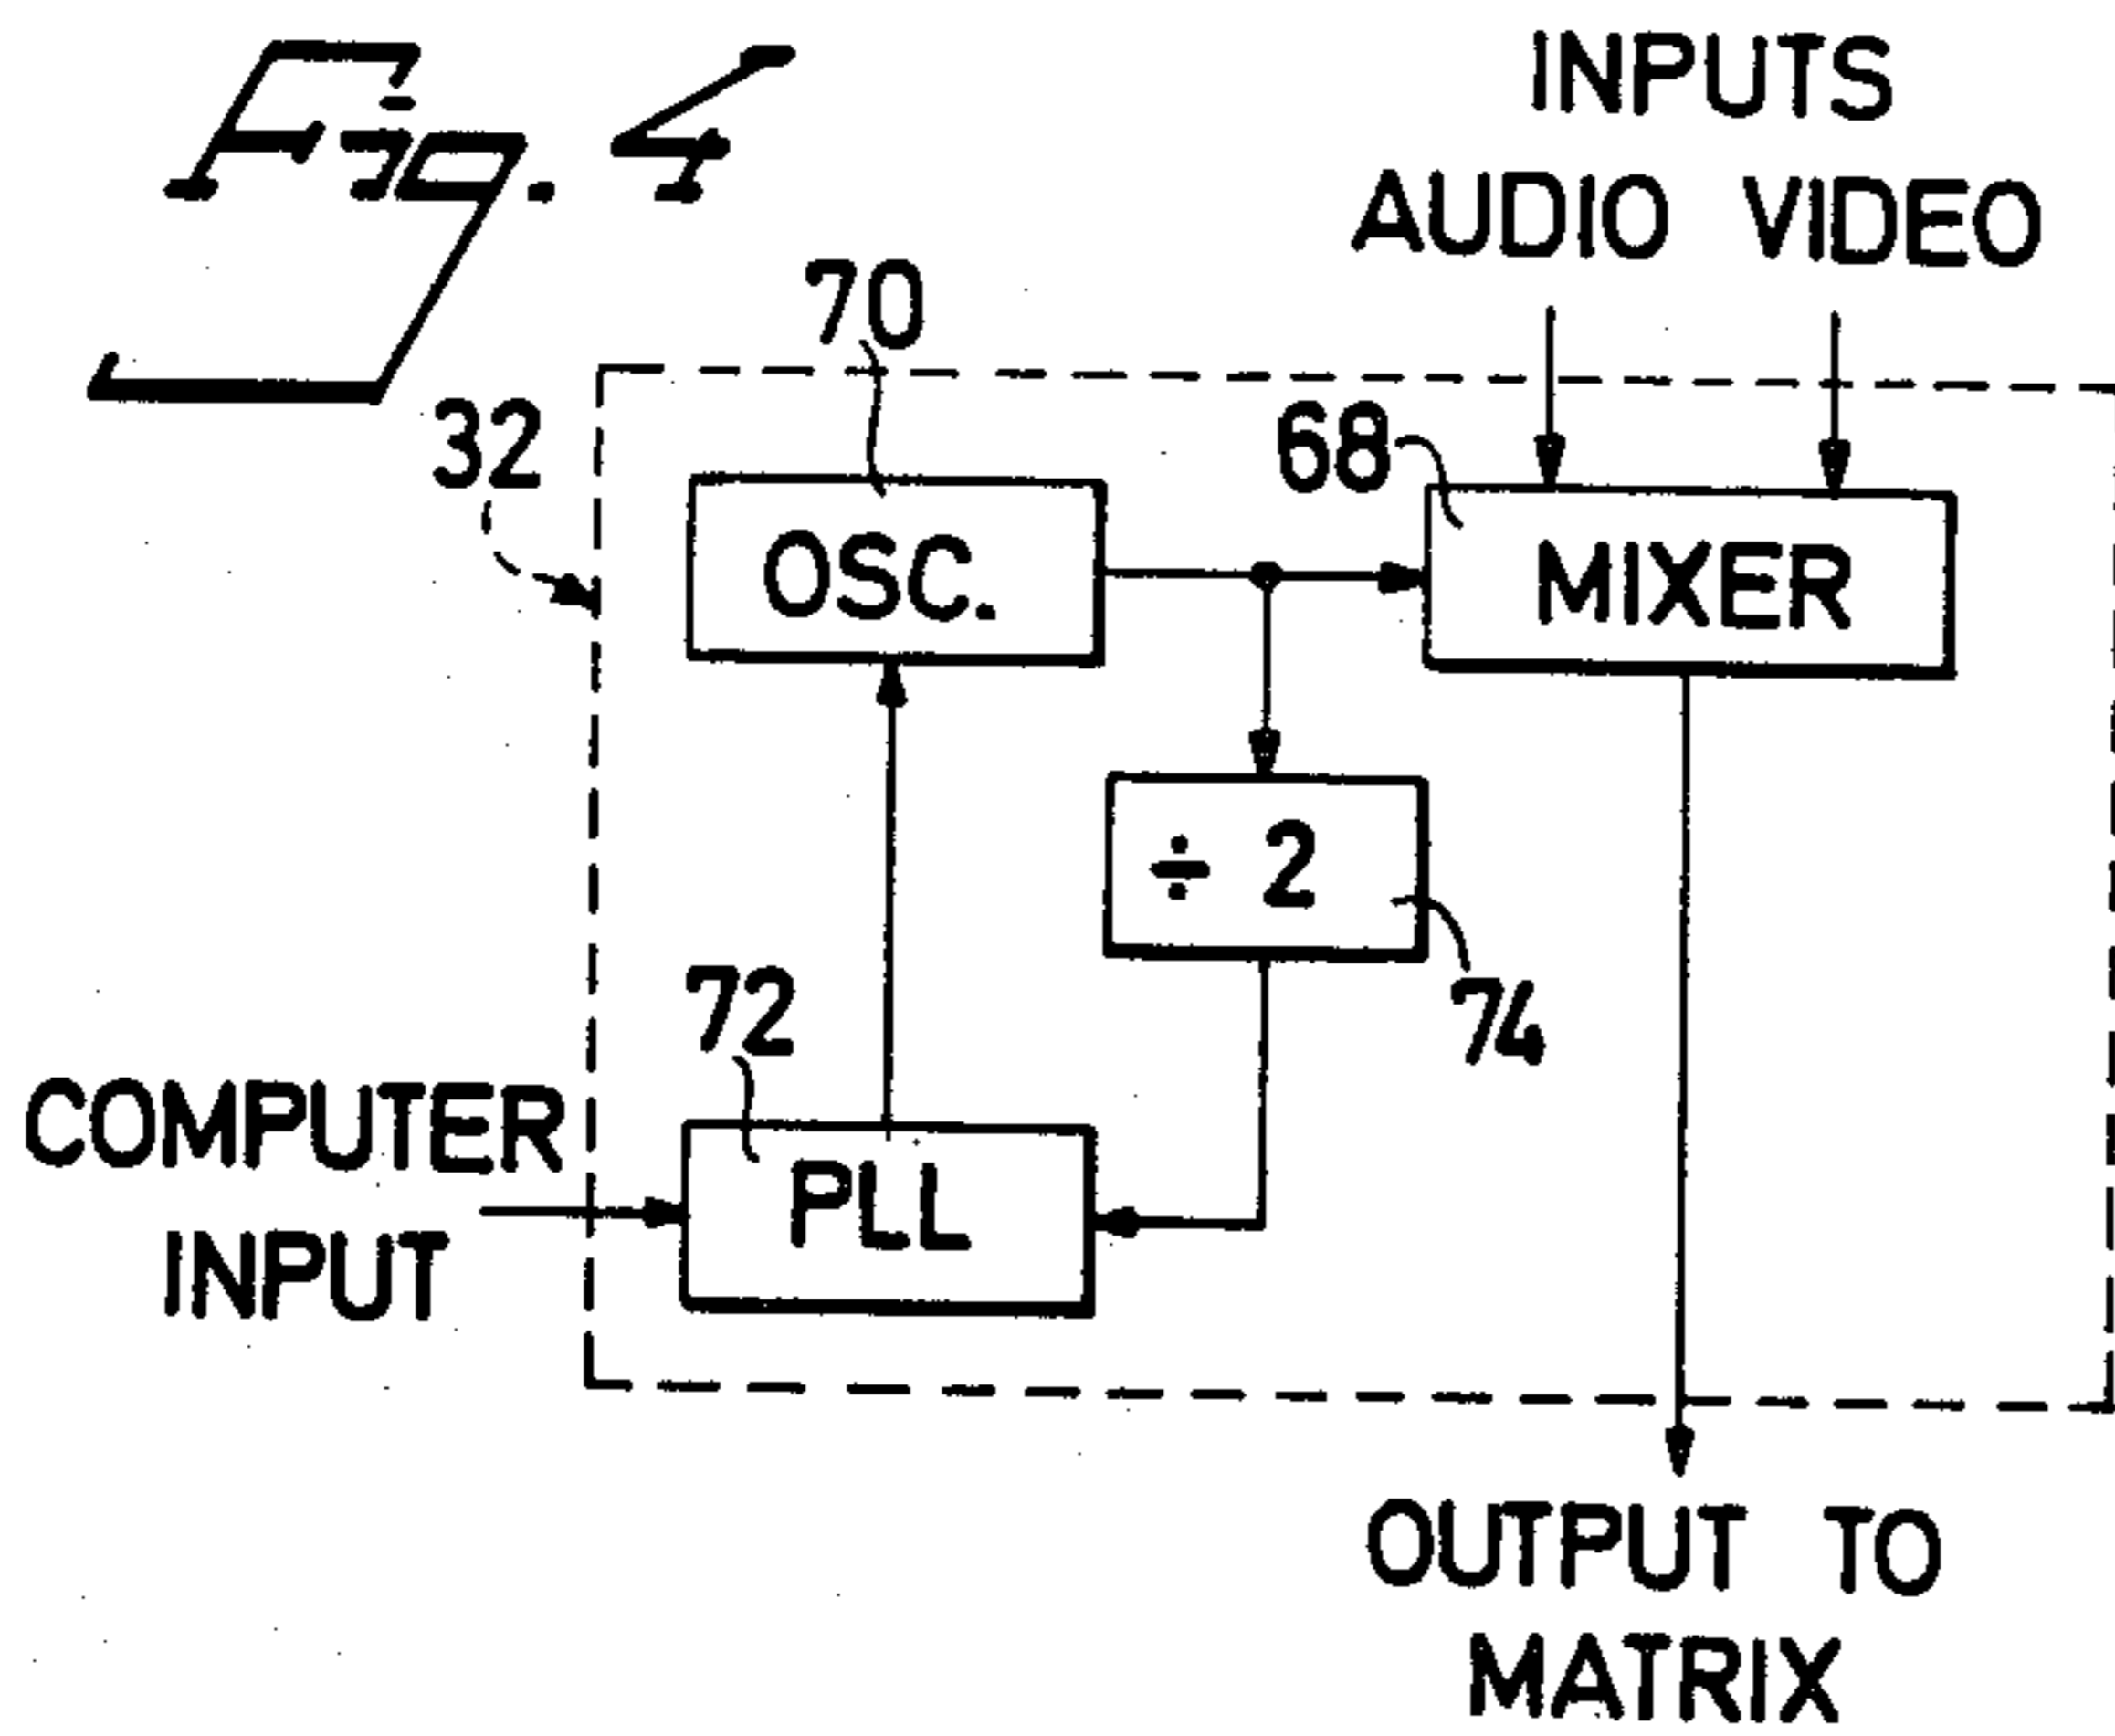 Fig. 4
INPUTS
AUDIO VIDEO
70
32
68
OSC.
MIXER
÷ 2
72
74
COMPUTER
INPUT
PLL
OUTPUT TO
MATRIX